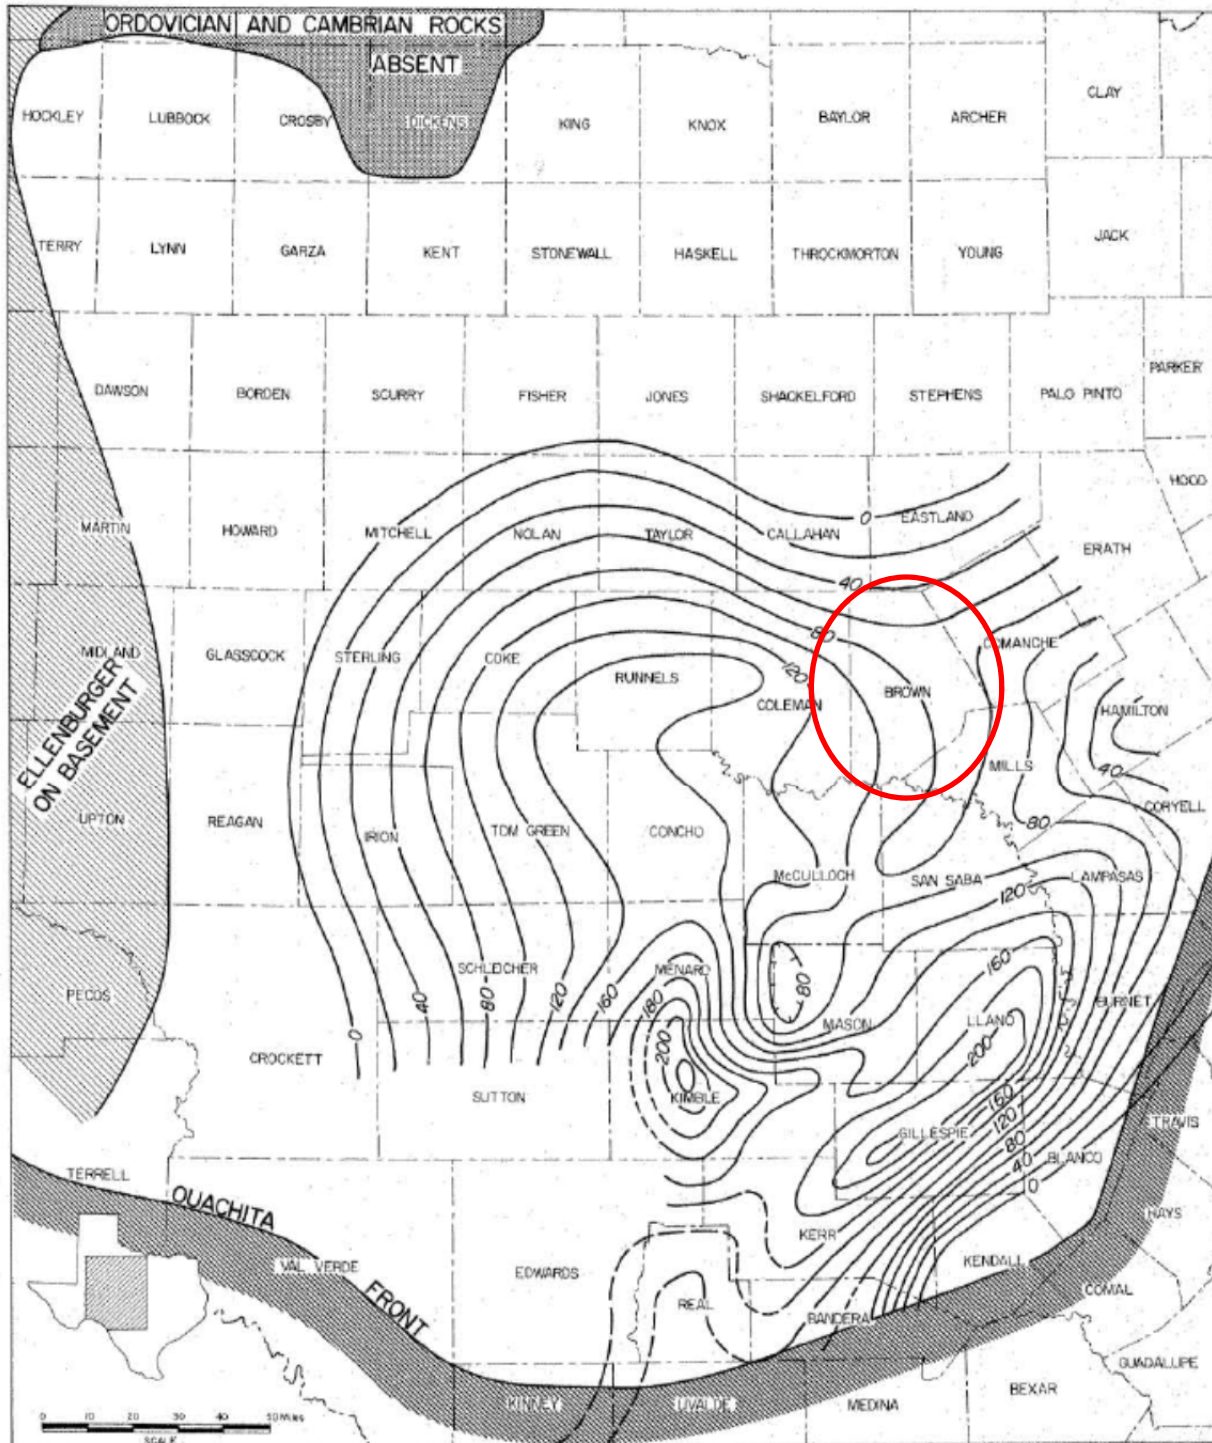 ORDOVICIAN AND CAMBRIAN ROCKS
ABSENT
HOCKLEY
LUBBOCK
CROSBY
DICKENS
KING
KNOX
BAYLOR
ARCHER
CLAY
TERRY
LYNN
GARZA
KENT
STONEWALL
HASKELL
THROCKMORTON
YOUNG
JACK
DAWSON
BORDEN
SCURRY
FISHER
JONES
SHACKELFORD
STEPHENS
PALO PINTO
PARKER
HOOD
MARTIN
HOWARD
MITCHELL
NOLAN
TAYLOR
CALLAHAN
0
EASTLAND
ERATH
40
MIDLAND
GLASSCOCK
STERLING
COKE
RUNNELS
80
120
COLEMAN
BROWN
COMANCHE
HAMILTON
ELLENBURGER
ON BASEMENT
MILLS
40
UPTON
REAGAN
IRION
TOM GREEN
CONCHO
80
CORYELL
McCULLOCH
SAN SABA
120
LAMPASAS
PECOS
SCHLEICHER
MENARD
160
0
40
80
120
160
180
80
MASON
LLANO
BURNET
CROCKETT
SUTTON
200
KIMBLE
200
160
120
80
40
0
GILLESPIE
BLANCO
TRAVIS
TERRELL
OUACHITA
FRONT
VAL VERDE
EDWARDS
KERR
KENDALL
HAYS
REAL
BANDERA
COMAL
KINNEY
UVALDE
MEDINA
BEXAR
GUADALUPE
0 10 20 30 40 50 Miles
SCALE